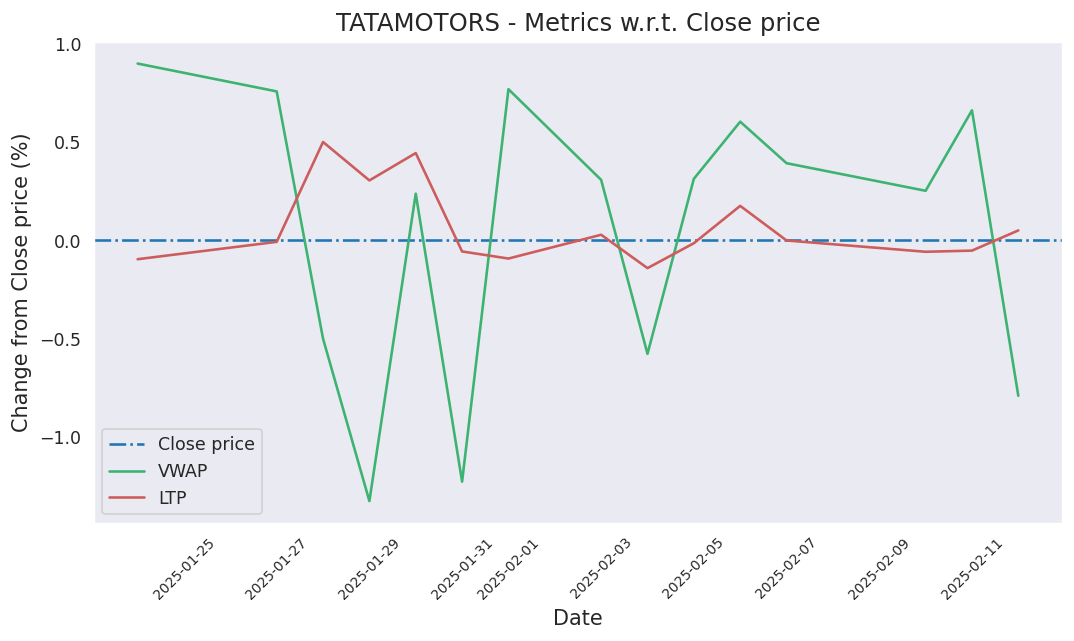 TATAMOTORS - Metrics w.r.t. Close price
Change from Close price (%)
1.0
0.5
0.0
−0.5
−1.0
Close price
VWAP
LTP
2025-01-25
2025-01-27
2025-01-29
2025-01-31
2025-02-01
2025-02-03
2025-02-05
2025-02-07
2025-02-09
2025-02-11
Date